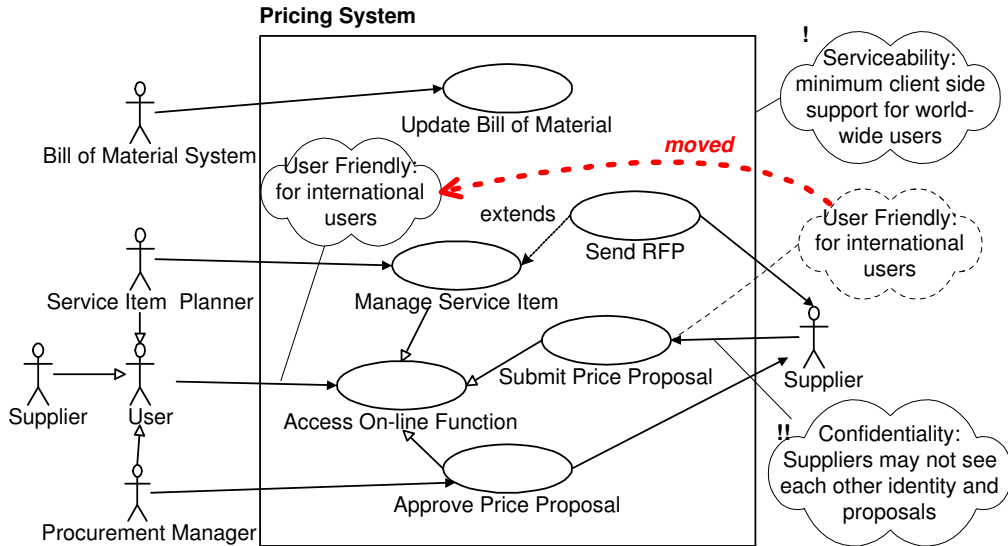 Pricing System
!
Serviceability:
minimum client side
support for world-
wide users
Update Bill of Material
Bill of Material System
moved
User Friendly:
for international
users
User Friendly:
for international
users
extends
Send RFP
Service Item  Planner
Manage Service Item
Supplier
User
Access On-line Function
Submit Price Proposal
Supplier
!!
Confidentiality:
Suppliers may not see
each other identity and
proposals
Approve Price Proposal
Procurement Manager